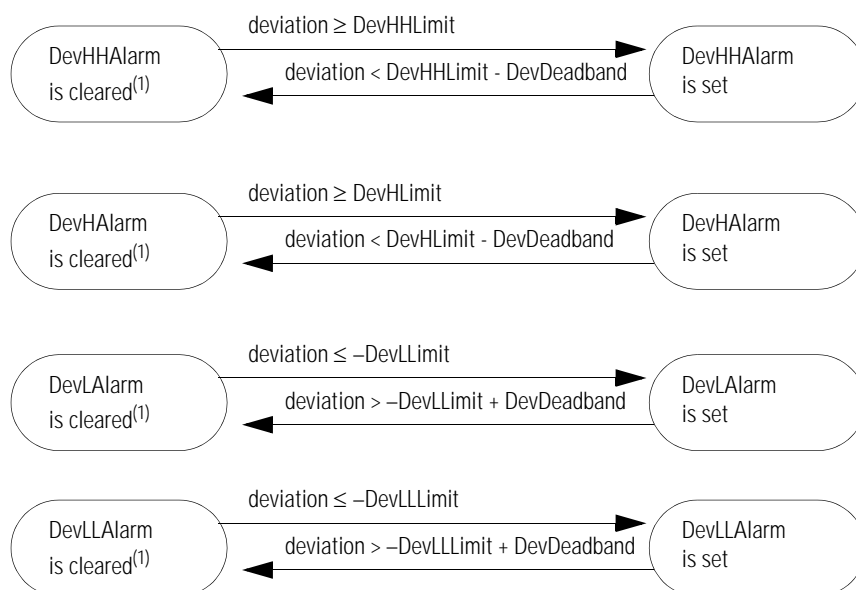 deviation ≥ DevHHLimit
DevHHAlarm
is cleared(1)
deviation < DevHHLimit - DevDeadband
DevHHAlarm
is set
deviation ≥ DevHLimit
DevHAlarm
is cleared(1)
deviation < DevHLimit - DevDeadband
DevHAlarm
is set
deviation ≤ –DevLLimit
DevLAlarm
is cleared(1)
deviation > –DevLLimit + DevDeadband
DevLAlarm
is set
deviation ≤ –DevLLLimit
DevLLAlarm
is cleared(1)
deviation > –DevLLLimit + DevDeadband
DevLLAlarm
is set